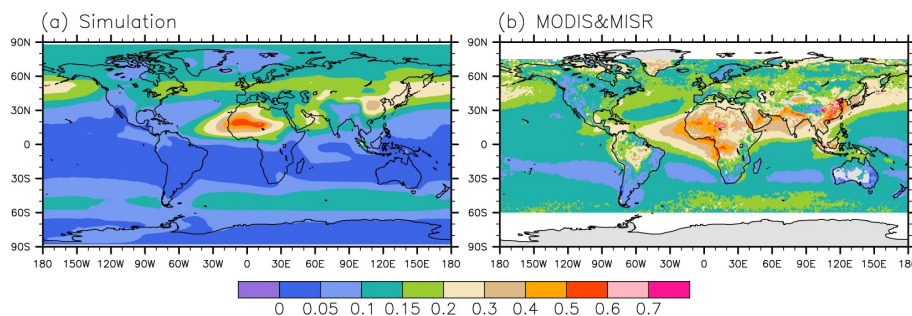 (a) Simulation
(b) MODIS&MISR
90N
60N
30N
0
30S
60S
90S
180 150W 120W 90W 60W 30W 0 30E 60E 90E 120E 150E 180
90N
60N
30N
0
30S
60S
90S
180 150W 120W 90W 60W 30W 0 30E 60E 90E 120E 150E 180
0 0.05 0.1 0.15 0.2 0.3 0.4 0.5 0.6 0.7